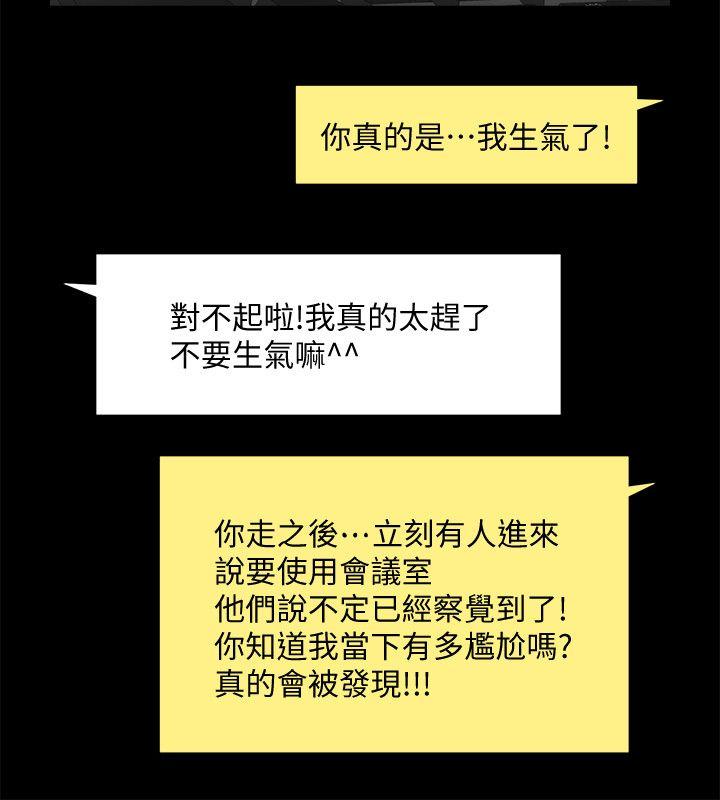 你真的是⋯我生氣了!
對不起啦!我真的太趕了
不要生氣嘛^^
你走之後⋯立刻有人進來
說要使用會議室
他們說不定已經察覺到了!
你知道我當下有多尷尬嗎?
真的會被發現!!!